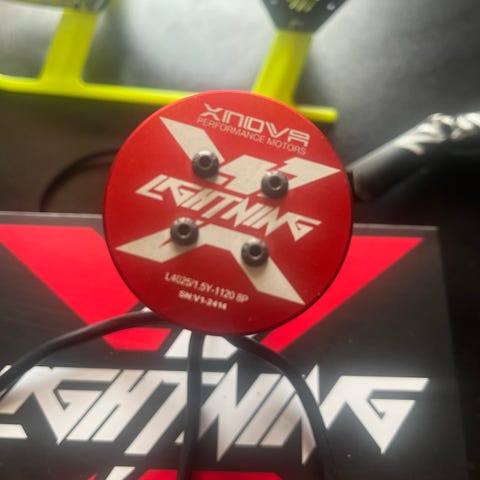 XNOVA
PERFORMANCE MOTORS
LIGHTNING
L4025/1.5Y-1120 8P
SN:V1-2414
LIGHTNING